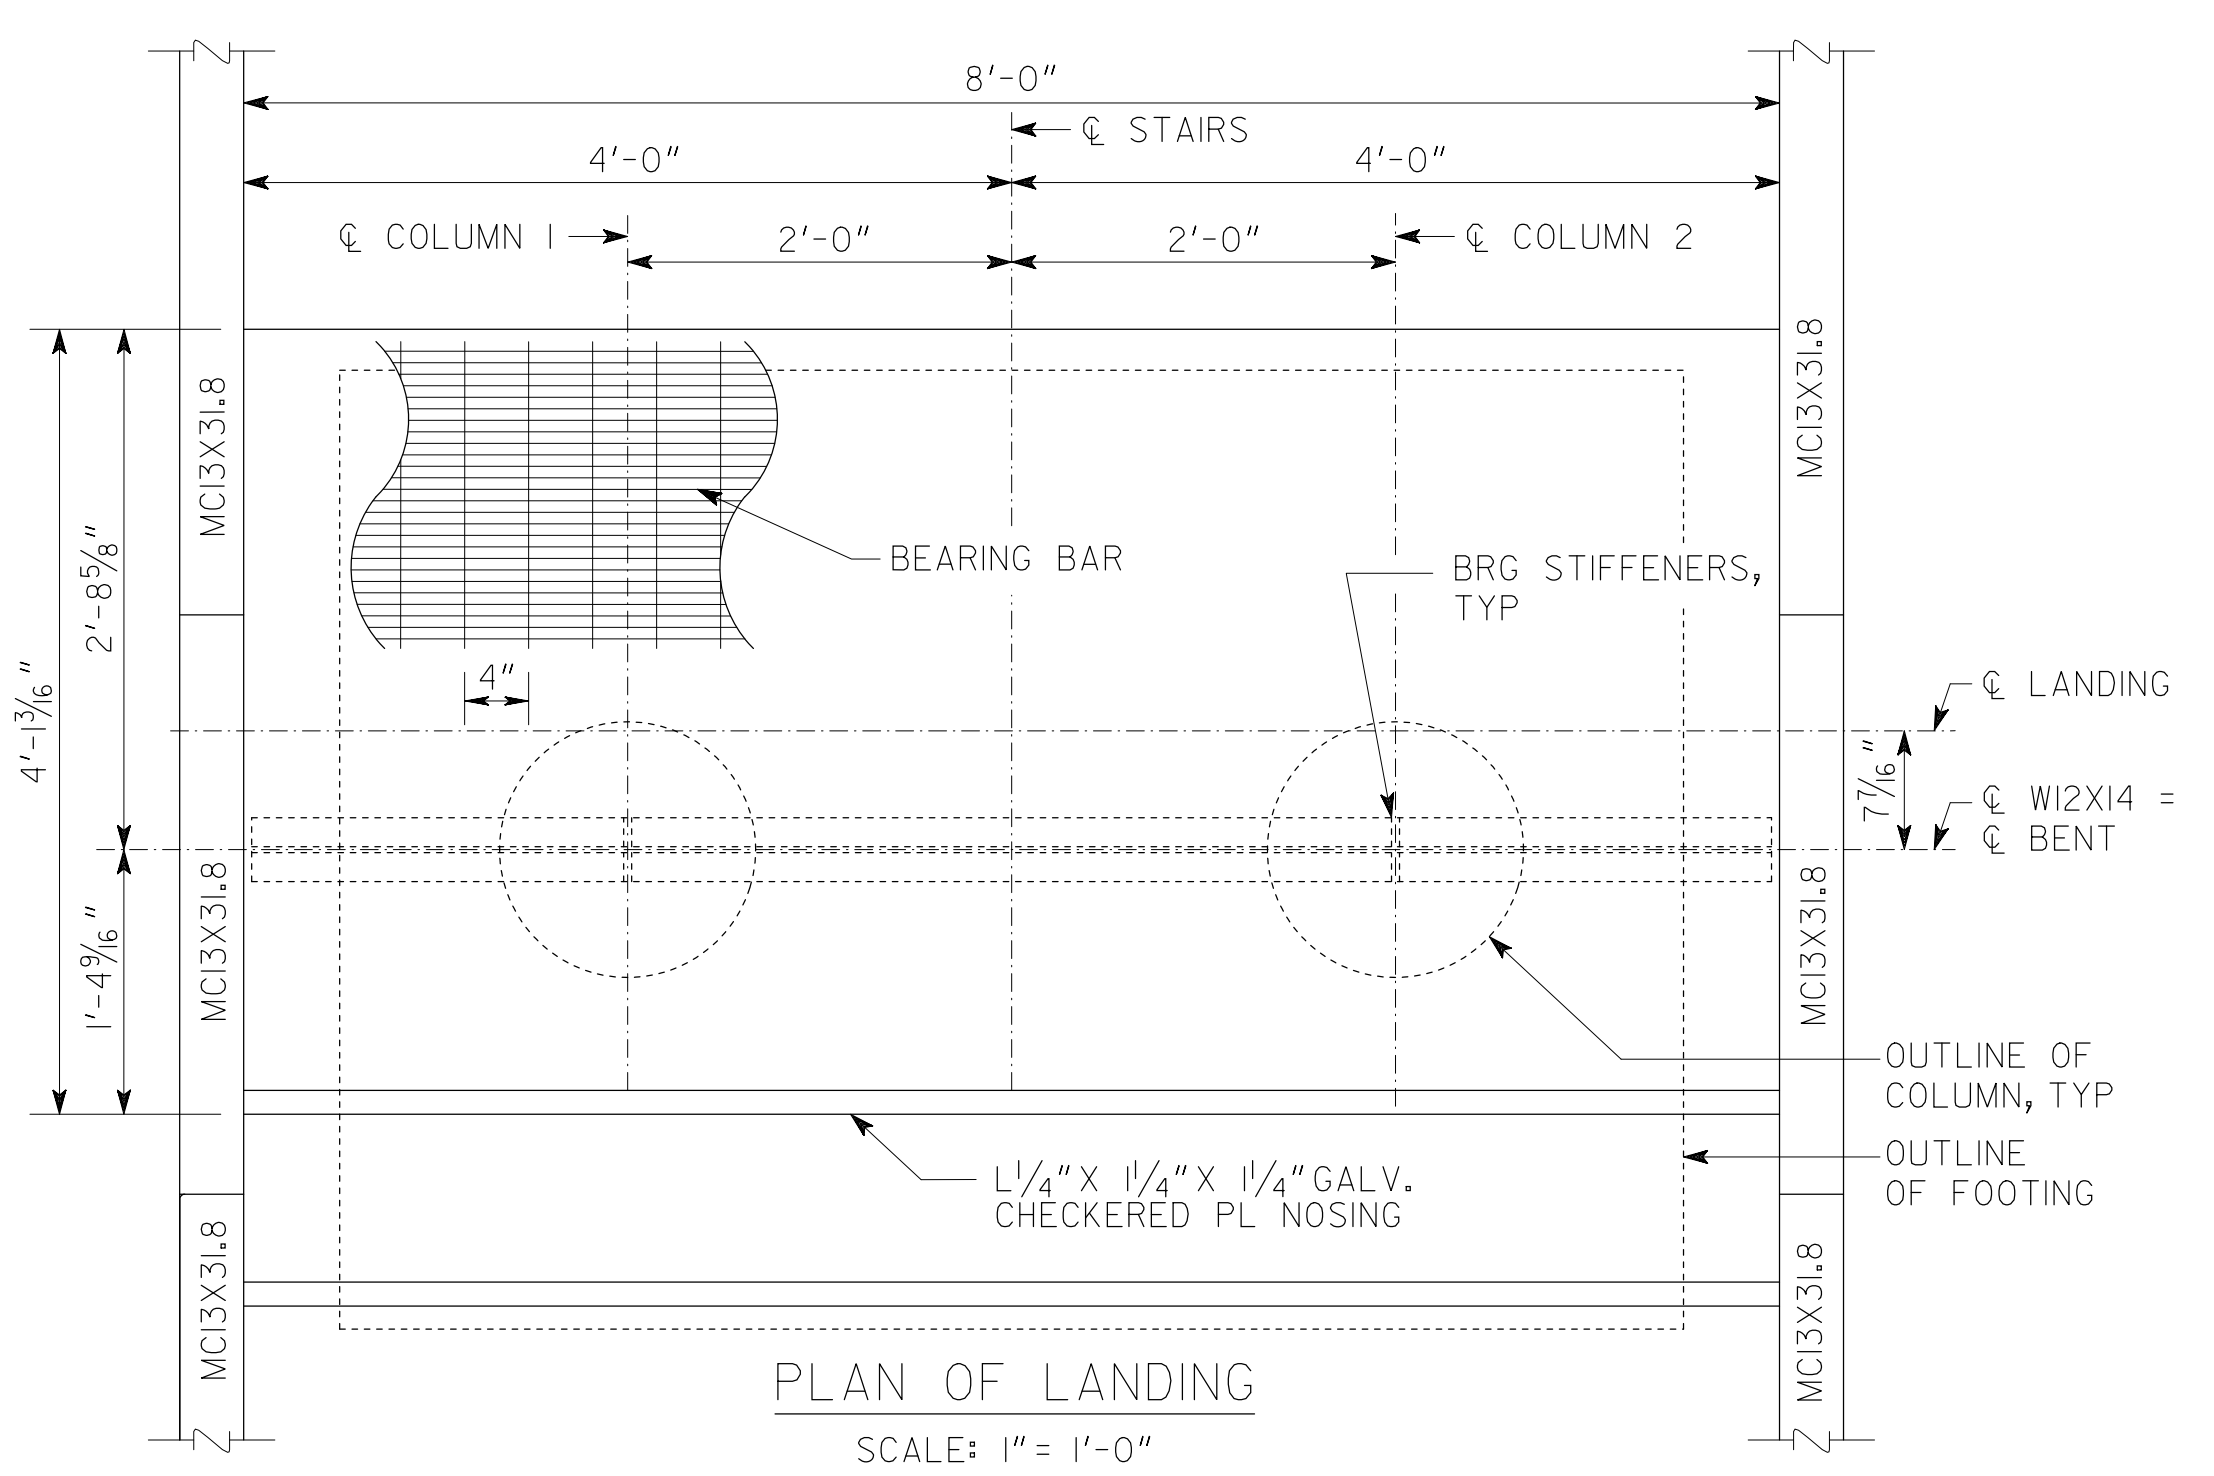 8'-0"
℄ STAIRS
4'-0"
4'-0"
℄ COLUMN 1
2'-0"
2'-0"
℄ COLUMN 2
MC13X31.8
MC13X31.8
2'-8 5/8"
4'-1 3/16"
BEARING BAR
BRG STIFFENERS,
TYP
4"
℄ LANDING
7 7/16"
℄ W12X14 =
℄ BENT
MC13X31.8
MC13X31.8
1'-4 9/16"
OUTLINE OF
COLUMN, TYP
OUTLINE
OF FOOTING
L 1/4" X 1 1/4" X 1 1/4" GALV.
CHECKERED PL NOSING
MC13X31.8
MC13X31.8
PLAN OF LANDING
SCALE: 1" = 1'-0"